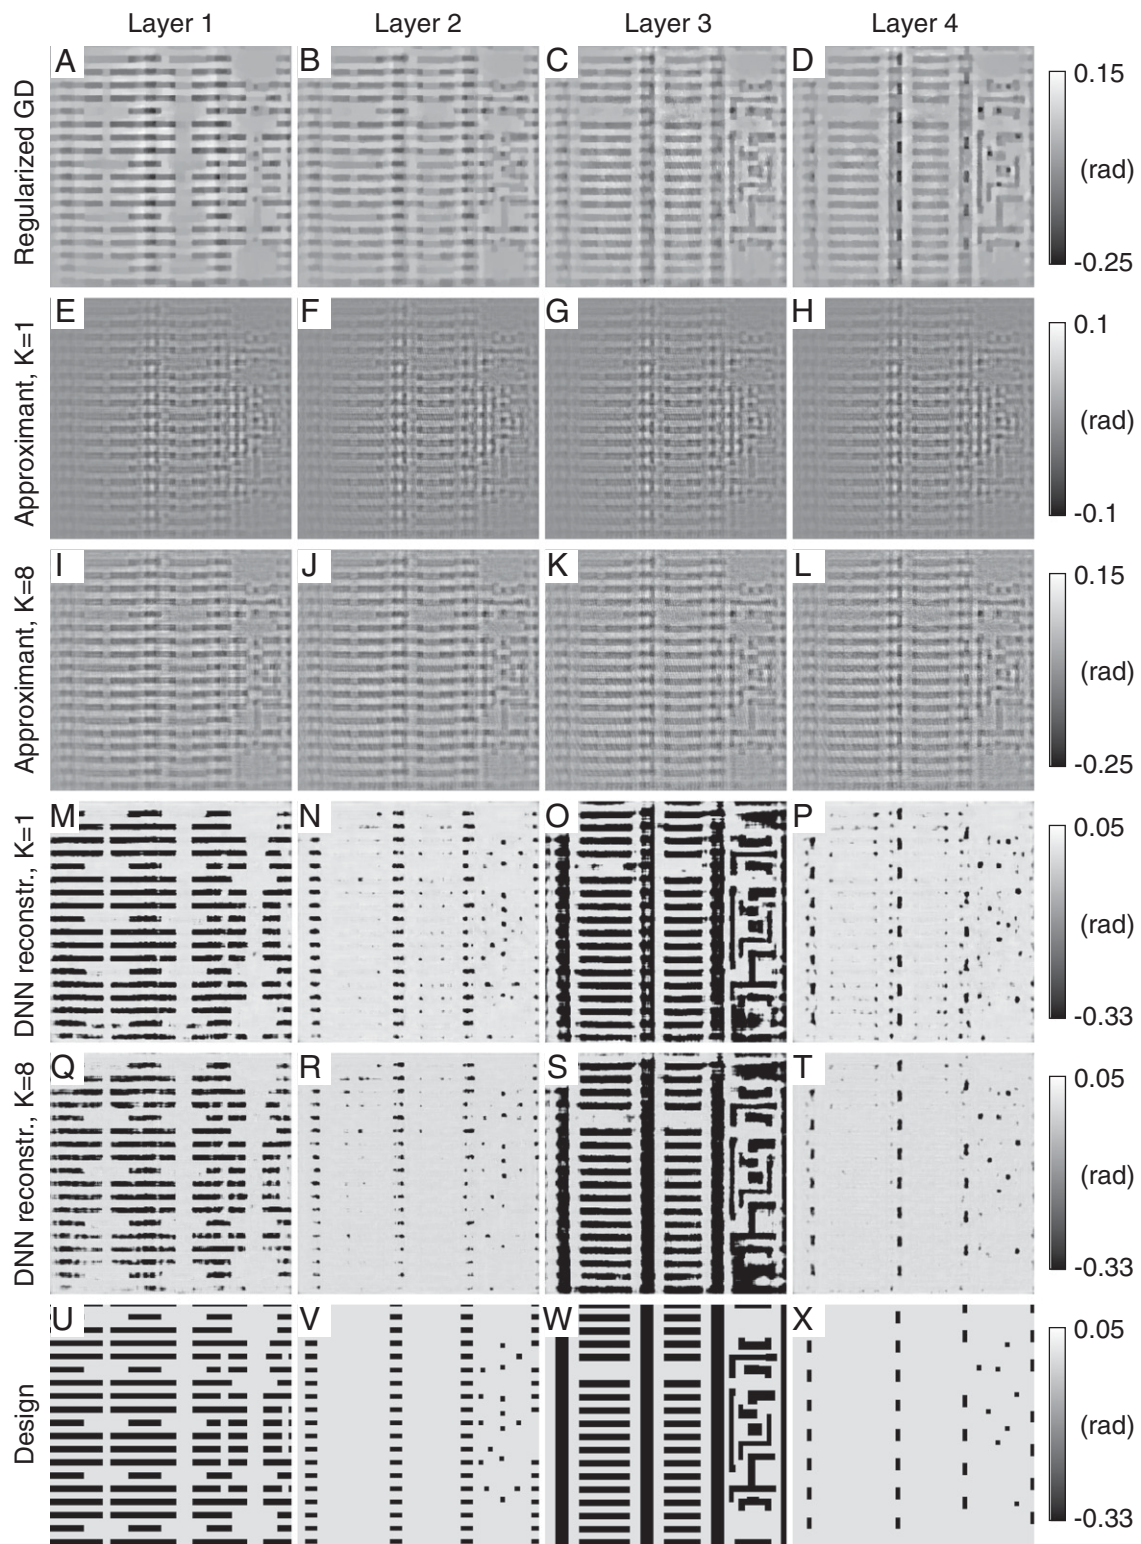 Layer 1 Layer 2 Layer 3 Layer 4
Regularized GD
A B C D
0.15
(rad)
-0.25
Approximant, K=1
E F G H
0.1
(rad)
-0.1
Approximant, K=8
I J K L
0.15
(rad)
-0.25
DNN reconstr., K=1
M N O P
0.05
(rad)
-0.33
DNN reconstr., K=8
Q R S T
0.05
(rad)
-0.33
Design
U V W X
0.05
(rad)
-0.33